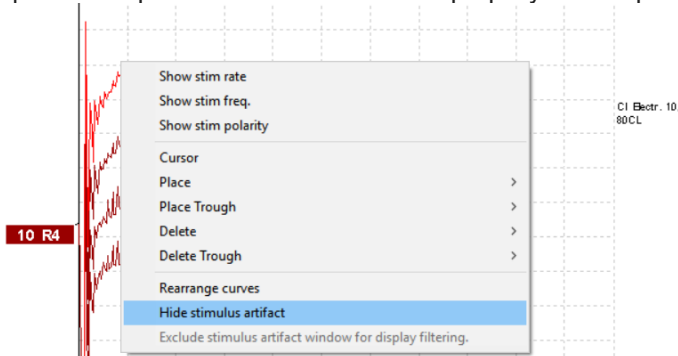 Show stim rate
Show stim freq.
Show stim polarity
CI Electr. 10
80CL
Cursor
Place
Place Trough
10 R4
Delete
Delete Trough
Rearrange curves
Hide stimulus artifact
Exclude stimulus artifact window for display filtering.